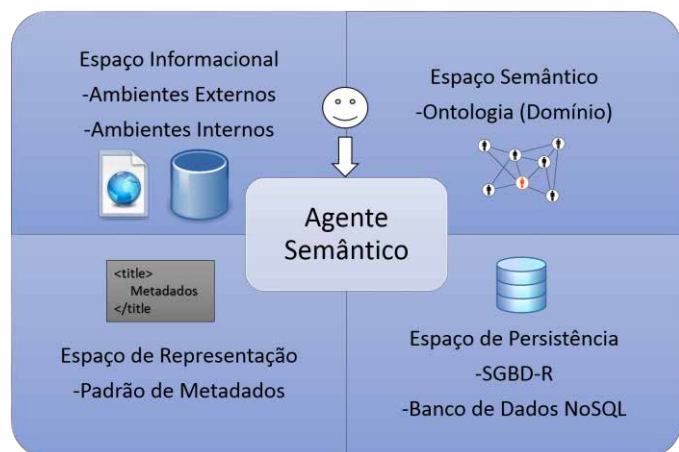 Espaço Informacional
-Ambientes Externos
-Ambientes Internos
Espaço Semântico
-Ontologia (Domínio)
Agente
Semântico
<title>
Metadados
</title
Espaço de Representação
-Padrão de Metadados
Espaço de Persistência
-SGBD-R
-Banco de Dados NoSQL